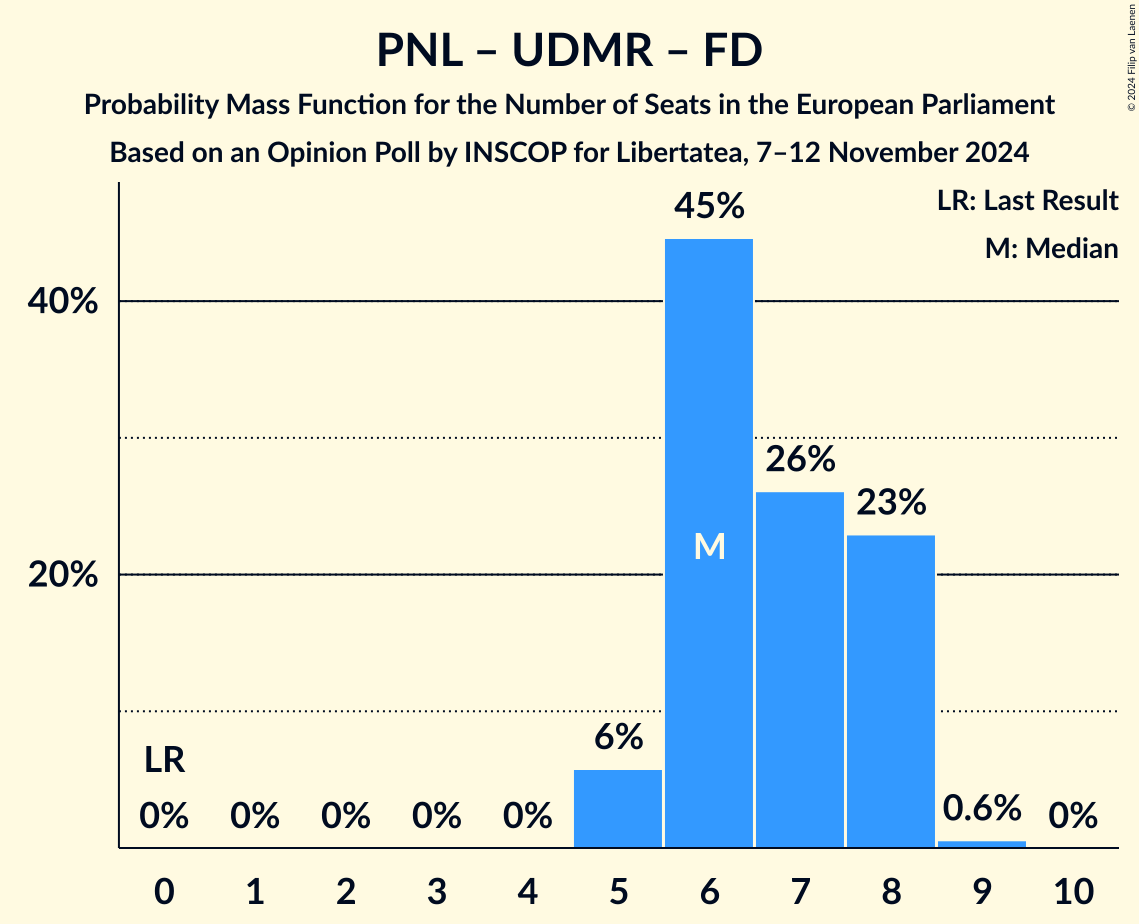 PNL – UDMR – FD
Probability Mass Function for the Number of Seats in the European Parliament
Based on an Opinion Poll by INSCOP for Libertatea, 7–12 November 2024
© 2024 Filip van Laenen
LR: Last Result
M: Median
45%
40%
26%
23%
M
20%
6%
LR
0% 0% 0% 0% 0% 0.6% 0%
0 1 2 3 4 5 6 7 8 9 10